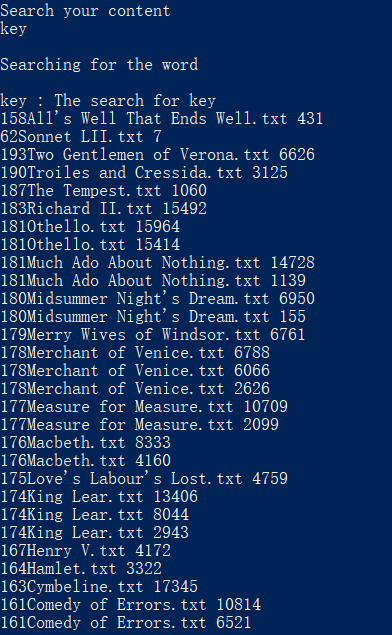 Search your content
key
Searching for the word
key : The search for key
158All's Well That Ends Well.txt 431
62Sonnet LII.txt 7
193Two Gentlemen of Verona.txt 6626
190Troiles and Cressida.txt 3125
187The Tempest.txt 1060
183Richard II.txt 15492
181Othello.txt 15964
181Othello.txt 15414
181Much Ado About Nothing.txt 14728
181Much Ado About Nothing.txt 1139
180Midsummer Night's Dream.txt 6950
180Midsummer Night's Dream.txt 155
179Merry Wives of Windsor.txt 6761
178Merchant of Venice.txt 6788
178Merchant of Venice.txt 6066
178Merchant of Venice.txt 2626
177Measure for Measure.txt 10709
177Measure for Measure.txt 2099
176Macbeth.txt 8333
176Macbeth.txt 4160
175Love's Labour's Lost.txt 4759
174King Lear.txt 13406
174King Lear.txt 8044
174King Lear.txt 2943
167Henry V.txt 4172
164Hamlet.txt 3322
163Cymbeline.txt 17345
161Comedy of Errors.txt 10814
161Comedy of Errors.txt 6521